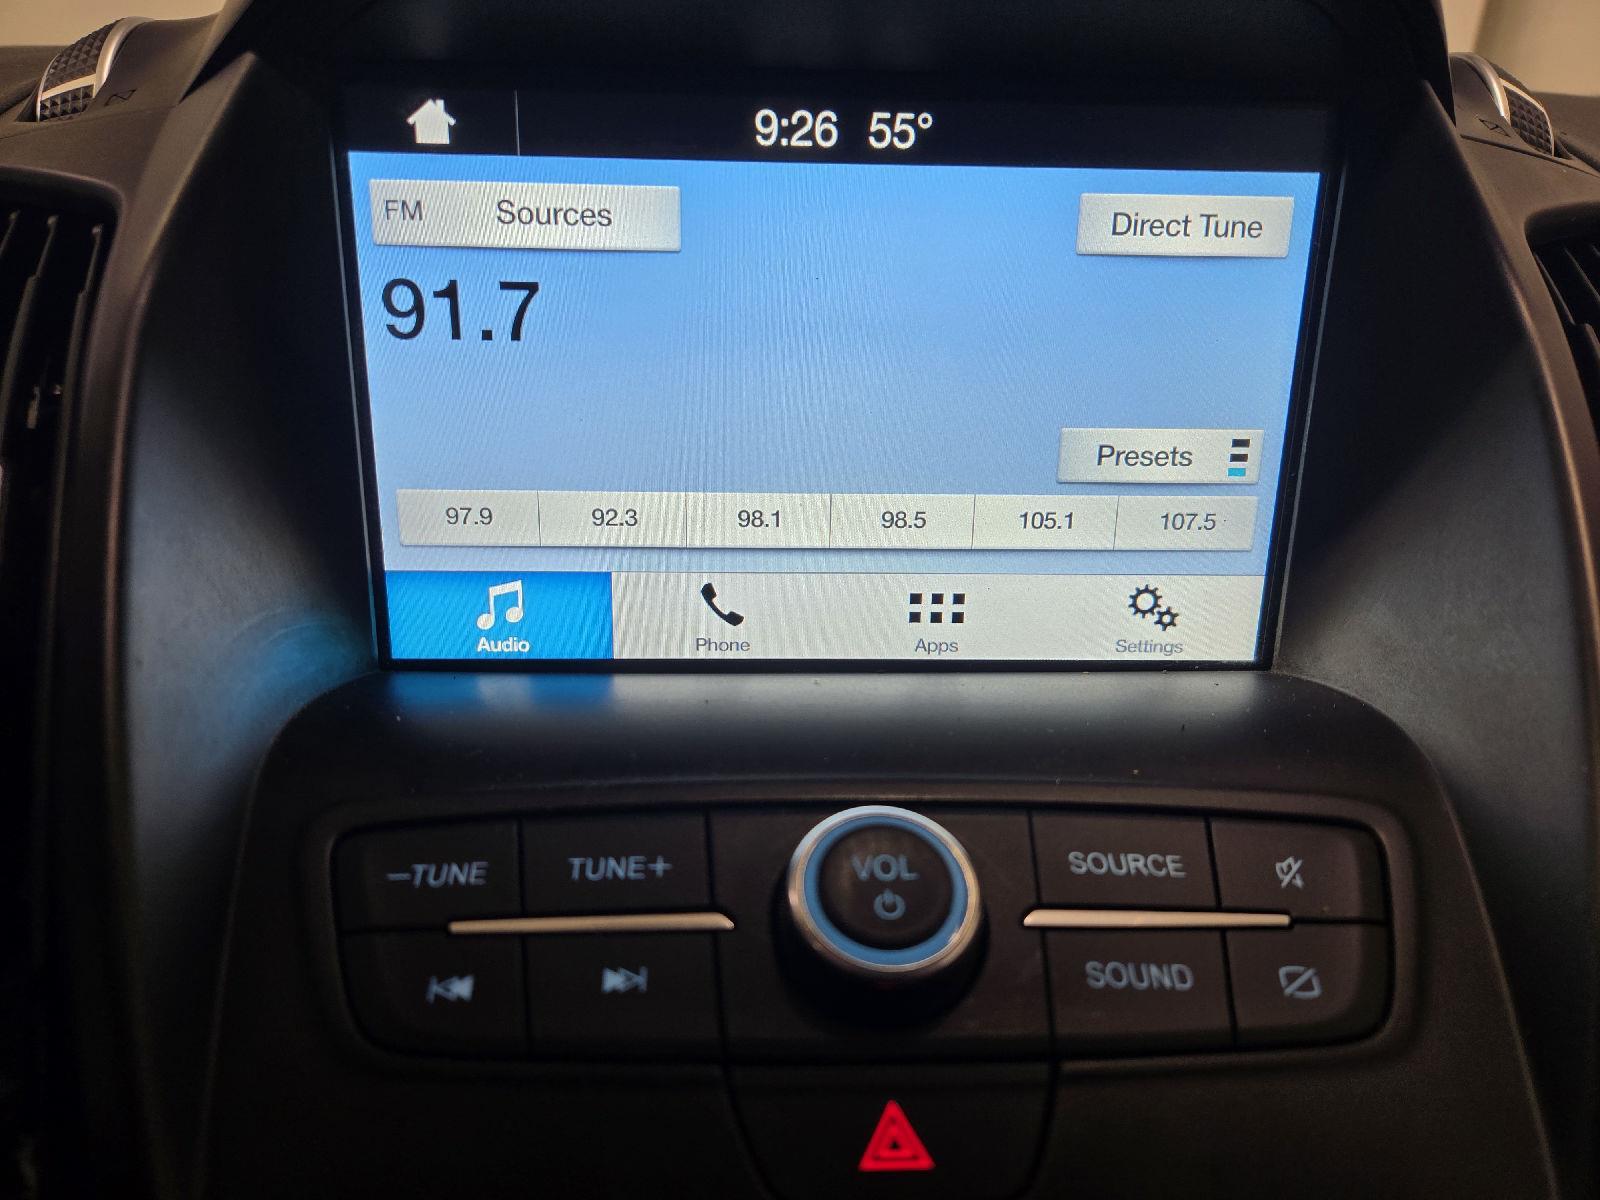 9:26 55°
FM Sources
Direct Tune
91.7
Presets
97.9 92.3 98.1 98.5 105.1 107.5
Audio Phone Apps Settings
–TUNE TUNE+ VOL SOURCE
SOUND